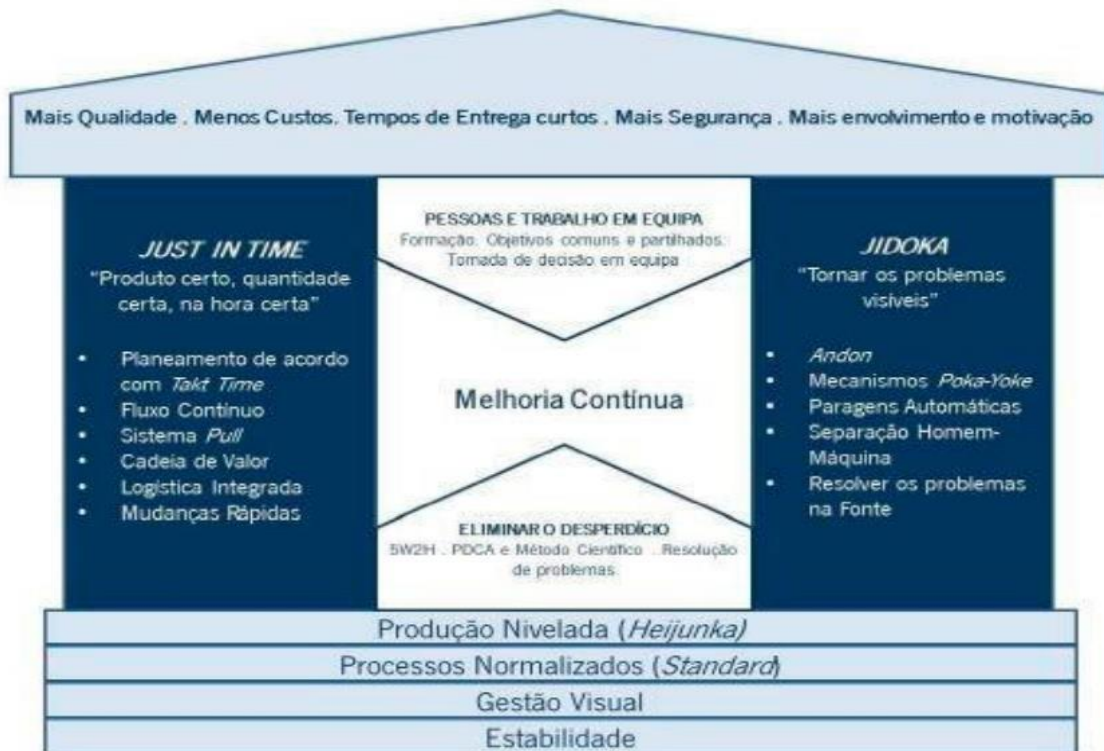 Mais Qualidade . Menos Custos. Tempos de Entrega curtos . Mais Segurança . Mais envolvimento e motivação
JUST IN TIME
"Produto certo, quantidade
certa, na hora certa"
• Planeamento de acordo
com Takt Time
• Fluxo Contínuo
• Sistema Pull
• Cadeia de Valor
• Logística Integrada
• Mudanças Rápidas
PESSOAS E TRABALHO EM EQUIPA
Formação. Objetivos comuns e partilhados.
Tomada de decisão em equipa
Melhoria Contínua
ELIMINAR O DESPERDÍCIO
5W2H . PDCA e Método Científico . Resolução
de problemas
JIDOKA
"Tornar os problemas
visíveis"
• Andon
• Mecanismos Poka-Yoke
• Paragens Automáticas
• Separação Homem-
Máquina
• Resolver os problemas
na Fonte
Produção Nivelada (Heijunka)
Processos Normalizados (Standard)
Gestão Visual
Estabilidade